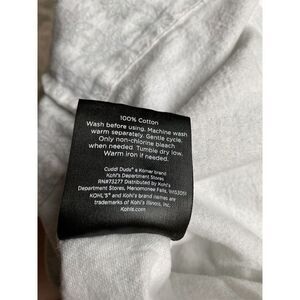 100% Cotton
Wash before using. Machine wash
warm separately. Gentle cycle.
Only non-chlorine bleach
when needed. Tumble dry low.
Warm iron if needed.
Cuddl Duds® a Komar brand
Kohl's Department Stores
RN#73277 Distributed by Kohl's
Department Stores, Menomonee Falls, WI53051
KOHL'S® and Kohl's brand names are
trademarks of Kohl's Illinois, Inc.
Kohls.com